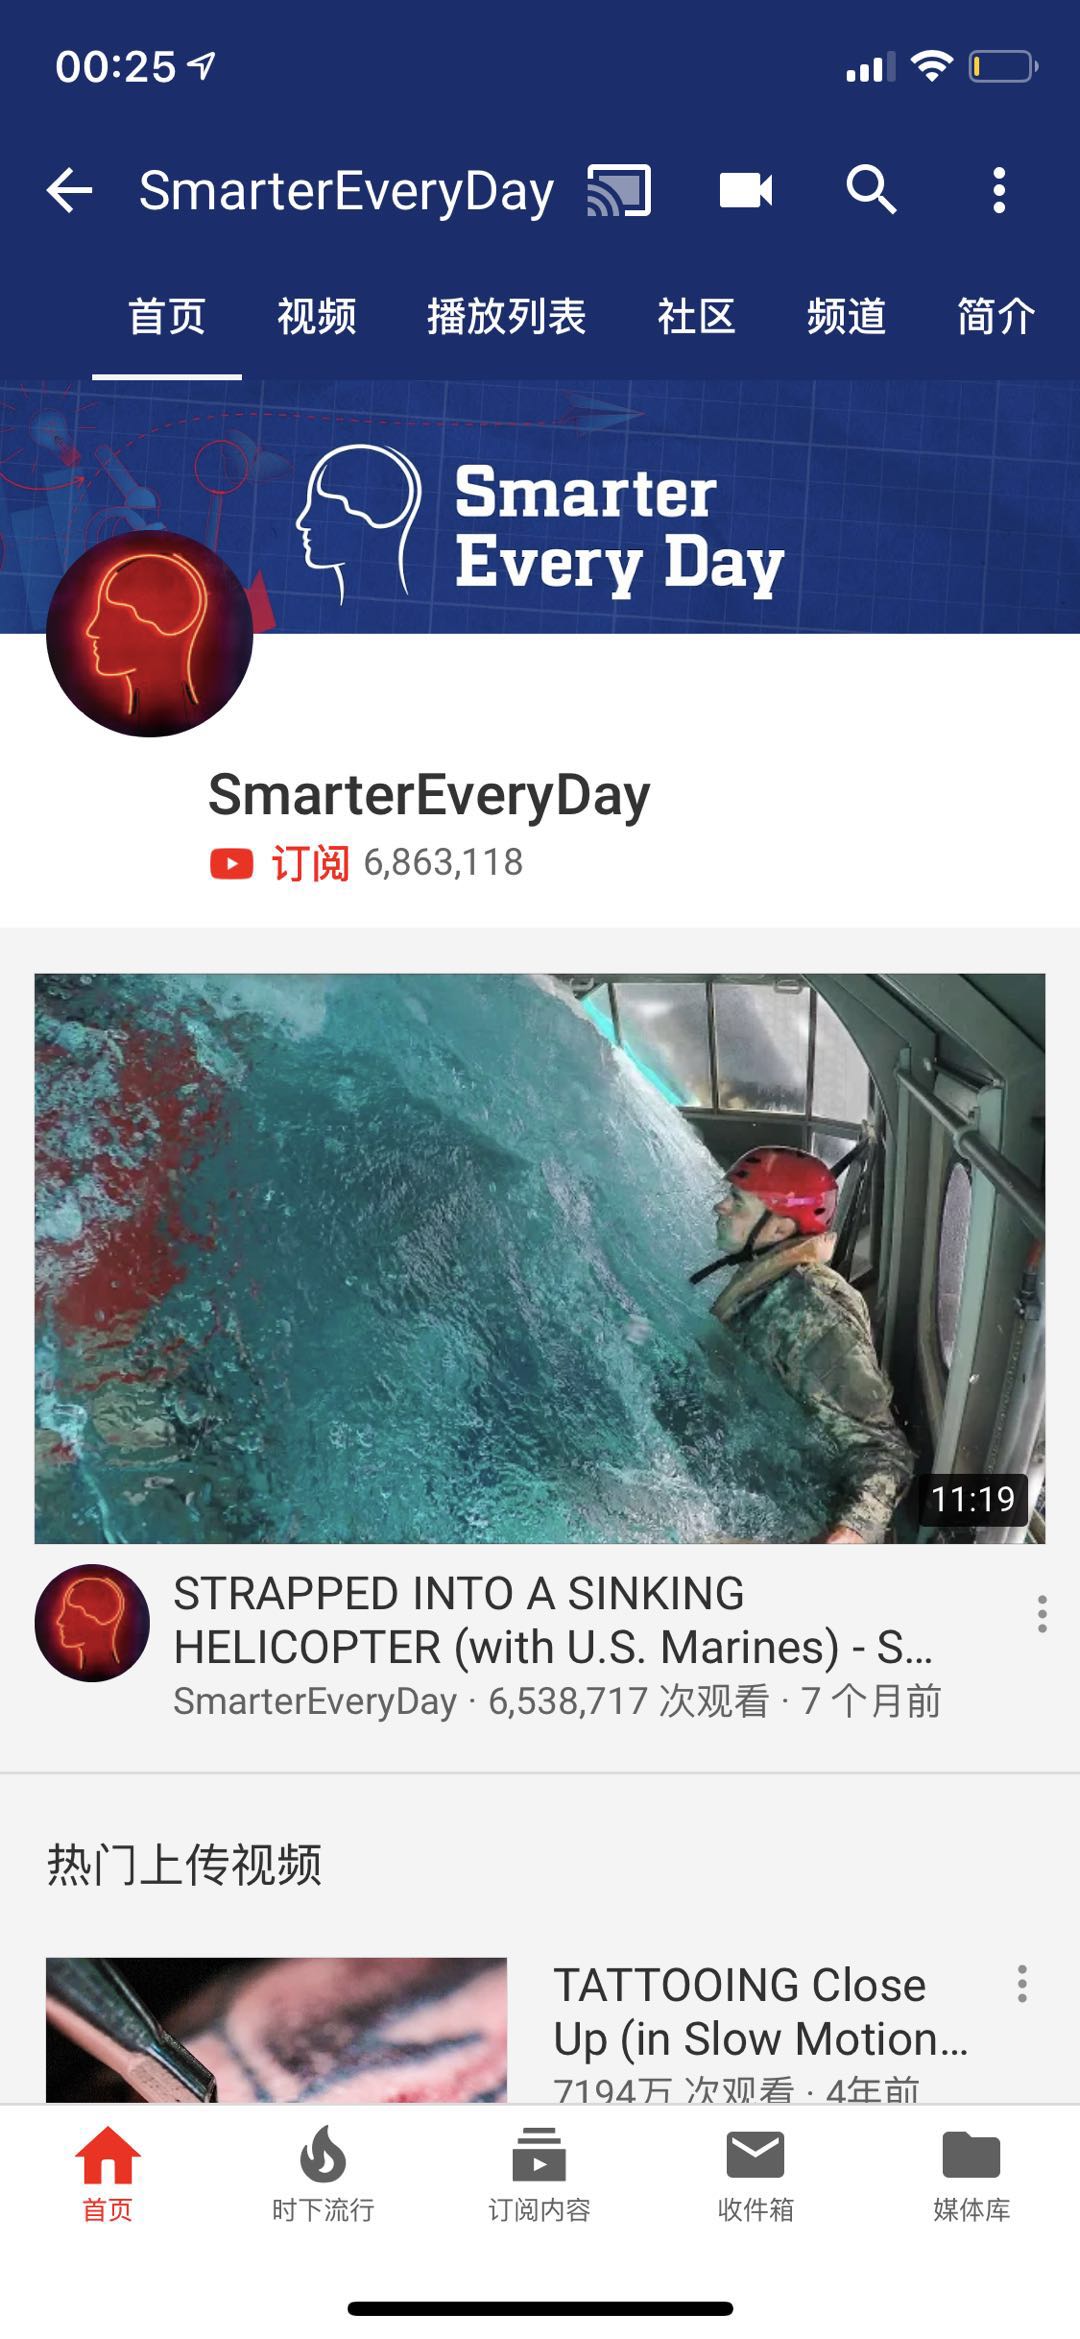 00:25
SmarterEveryDay
首页 视频 播放列表 社区 频道 简介
Smarter
Every Day
SmarterEveryDay
订阅 6,863,118
11:19
STRAPPED INTO A SINKING
HELICOPTER (with U.S. Marines) - S...
SmarterEveryDay · 6,538,717 次观看 · 7 个月前
热门上传视频
TATTOOING Close
Up (in Slow Motion...
7194万 次观看 · 4年前
首页 时下流行 订阅内容 收件箱 媒体库